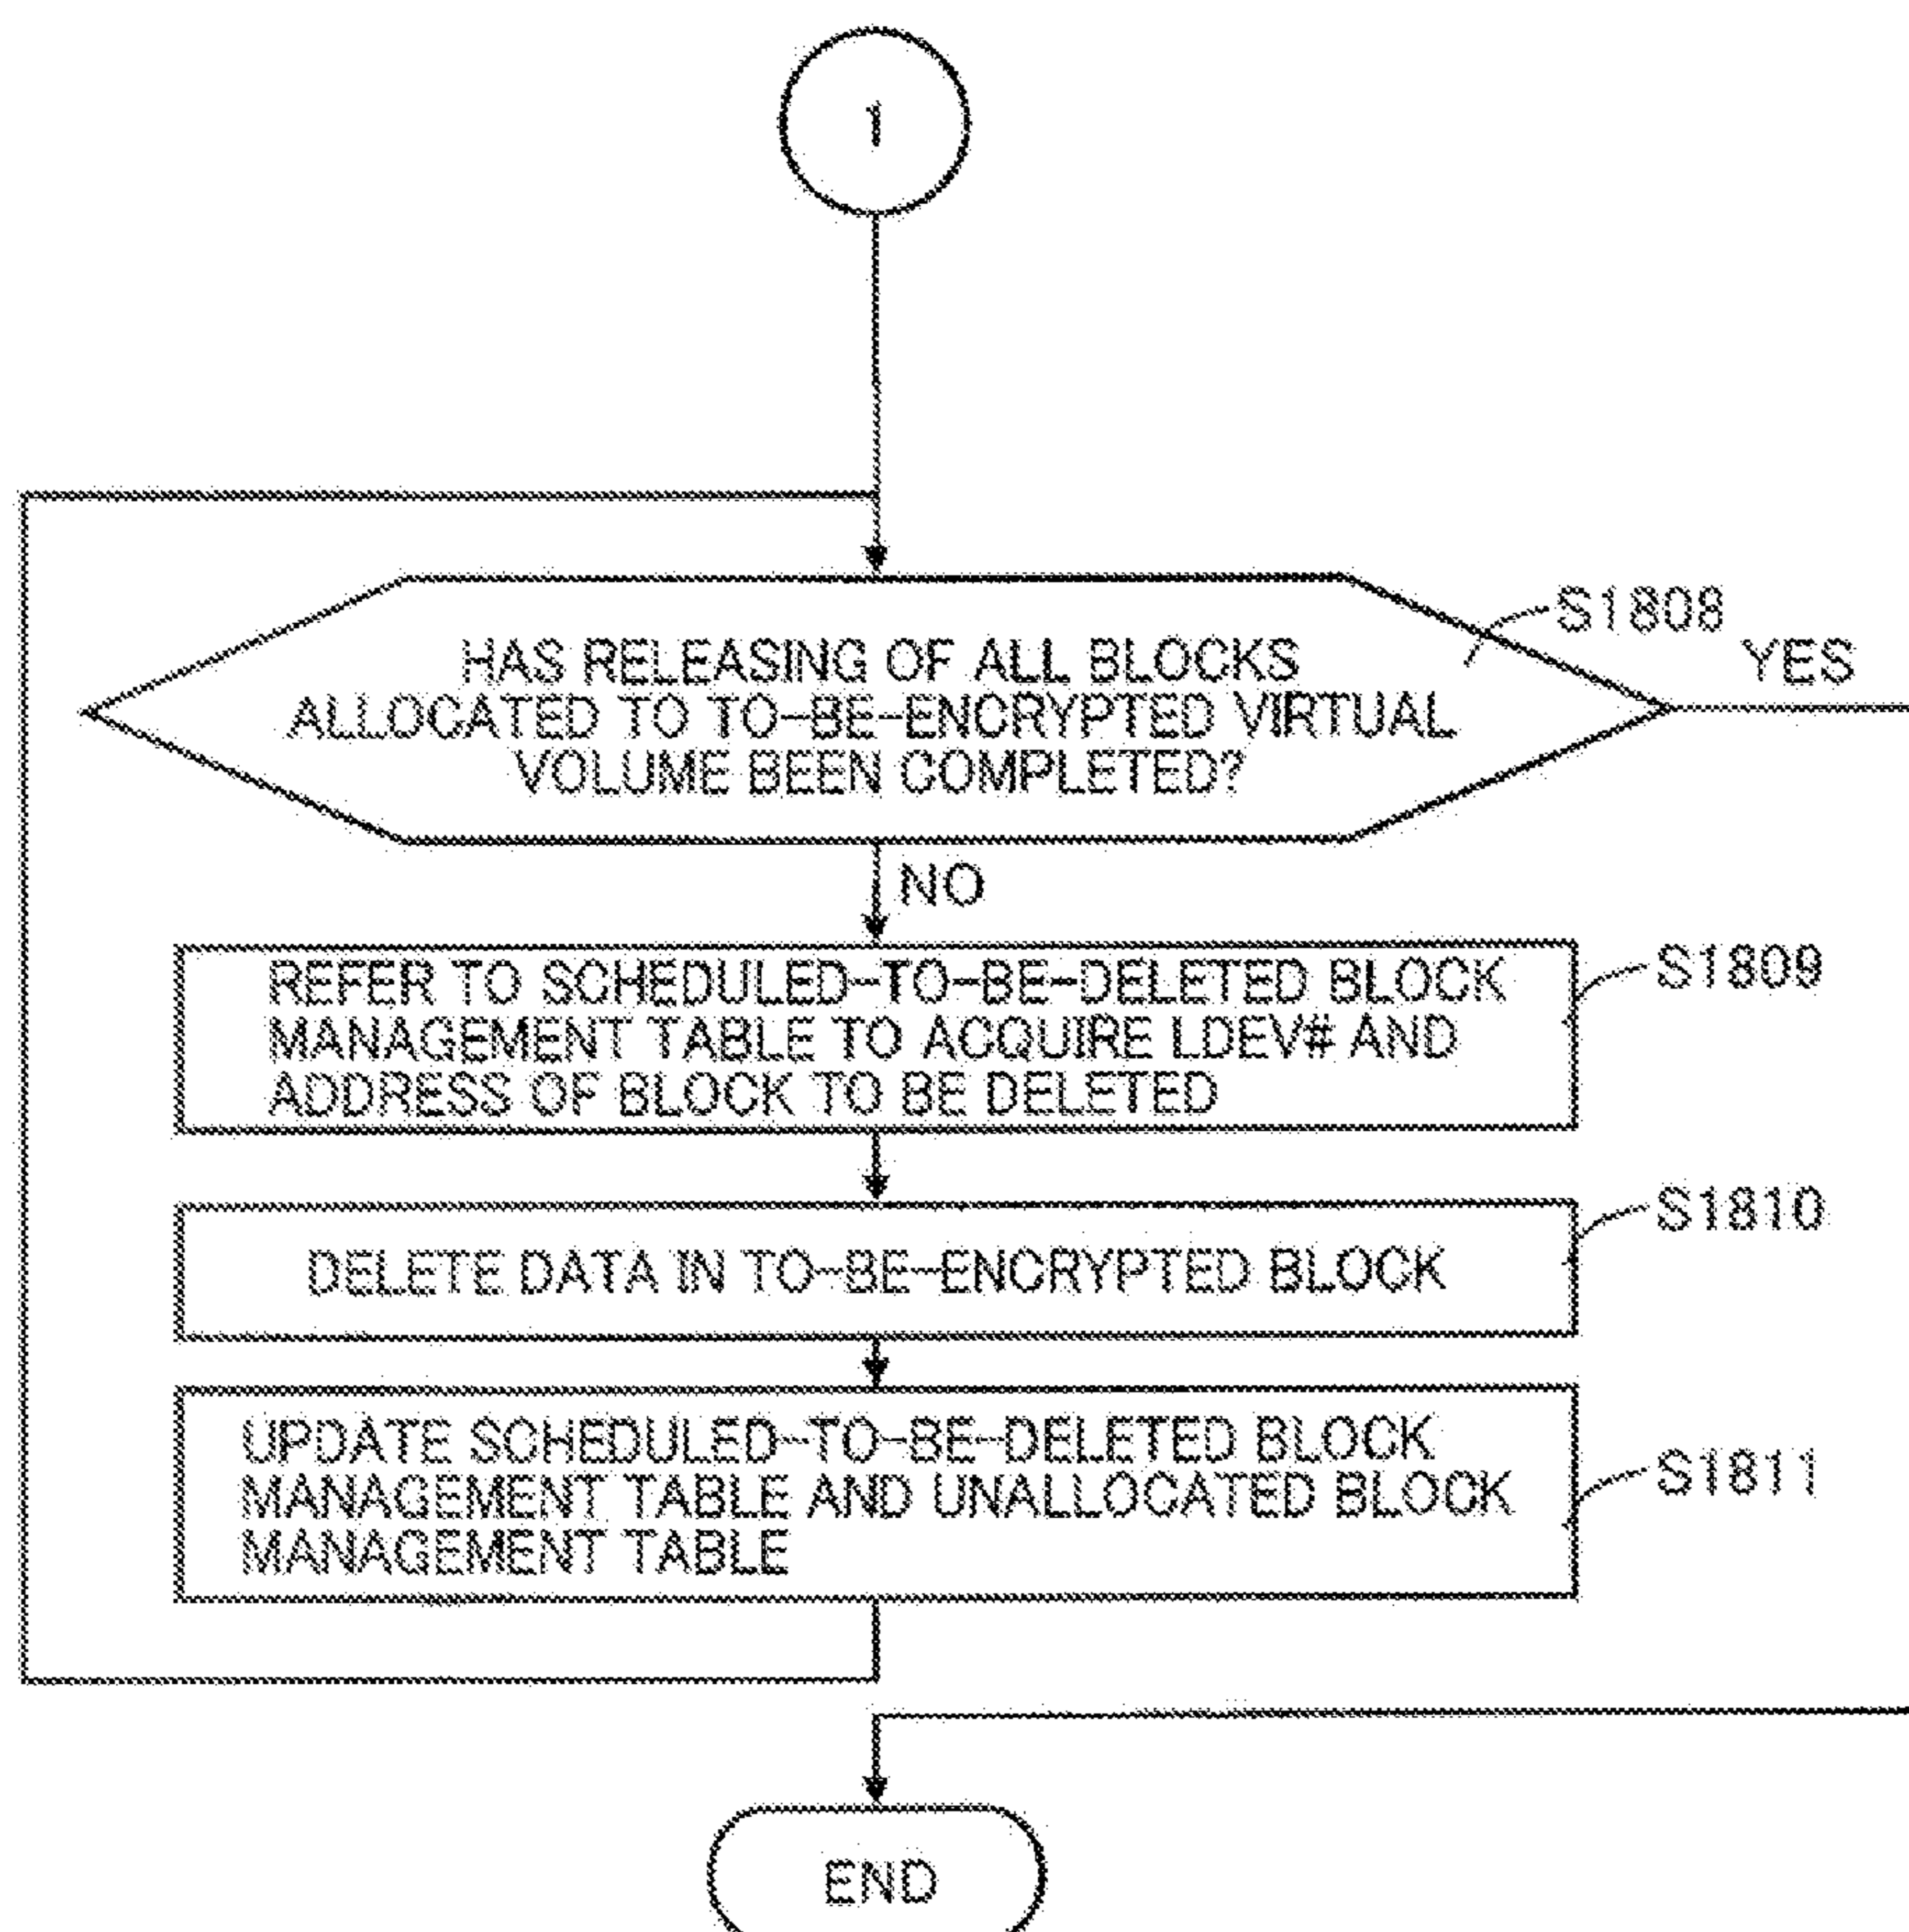 1
S1808
YES
HAS RELEASING OF ALL BLOCKS
ALLOCATED TO TO-BE-ENCRYPTED VIRTUAL
VOLUME BEEN COMPLETED?
NO
REFER TO SCHEDULED-TO-BE-DELETED BLOCK
MANAGEMENT TABLE TO ACQUIRE LDEV# AND
ADDRESS OF BLOCK TO BE DELETED
S1809
DELETE DATA IN TO-BE-ENCRYPTED BLOCK
S1810
UPDATE SCHEDULED-TO-BE-DELETED BLOCK
MANAGEMENT TABLE AND UNALLOCATED BLOCK
MANAGEMENT TABLE
S1811
END